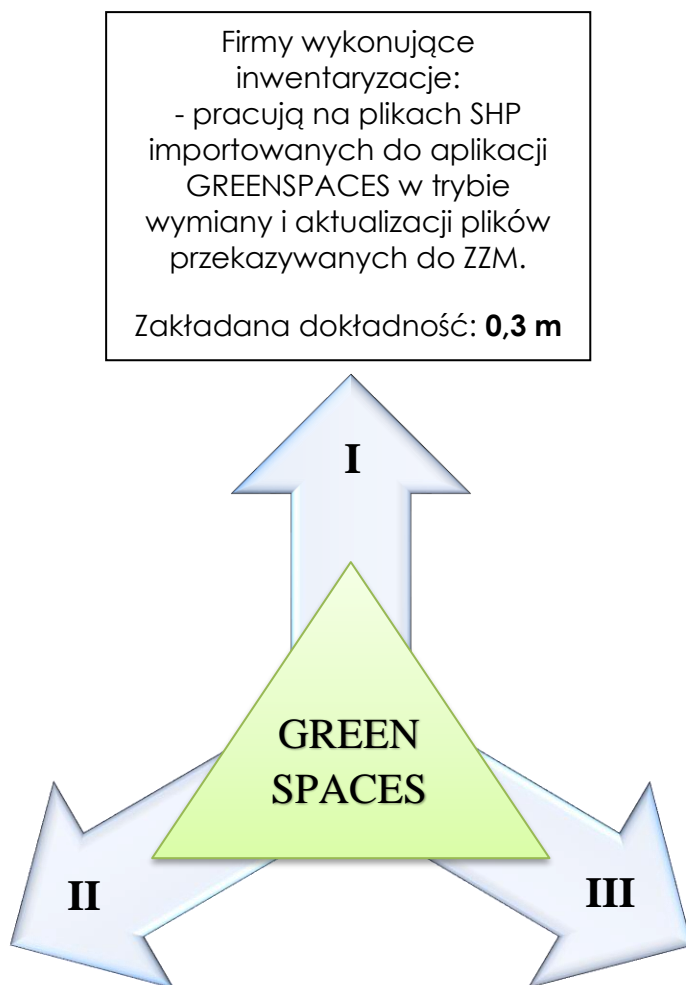 Firmy wykonujące
inwentaryzacje:
- pracują na plikach SHP
importowanych do aplikacji
GREENSPACES w trybie
wymiany i aktualizacji plików
przekazywanych do ZZM.
Zakładana dokładność: 0,3 m
I
GREEN
SPACES
II
III